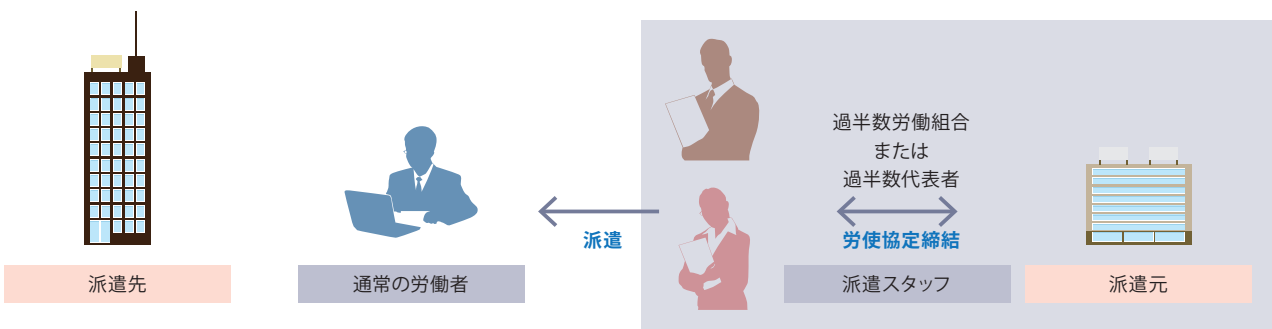 過半数労働組合
または
過半数代表者
派遣
労使協定締結
派遣先
通常の労働者
派遣スタッフ
派遣元